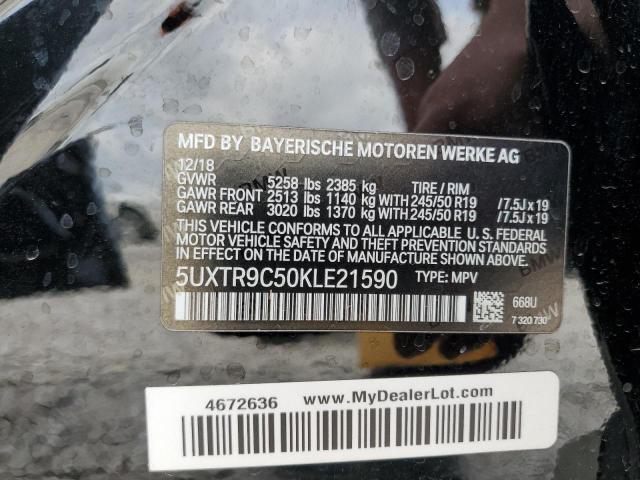 MFD BY BAYERISCHE MOTOREN WERKE AG
12/18
GVWR 5258 lbs 2385 kg TIRE / RIM
GAWR FRONT 2513 lbs 1140 kg WITH 245/50 R19 /7.5J x 19
GAWR REAR 3020 lbs 1370 kg WITH 245/50 R19 /7.5J x 19
THIS VEHICLE CONFORMS TO ALL APPLICABLE U. S. FEDERAL
MOTOR VEHICLE SAFETY, BUMPER, AND THEFT PREVENTION
STANDARDS IN EFFECT ON THE DATE OF MANUFACTURE SHOWN ABOVE.
5UXTR9C50KLE21590 TYPE: MPV
668U
7 320 730
4672636 www.MyDealerLot.com